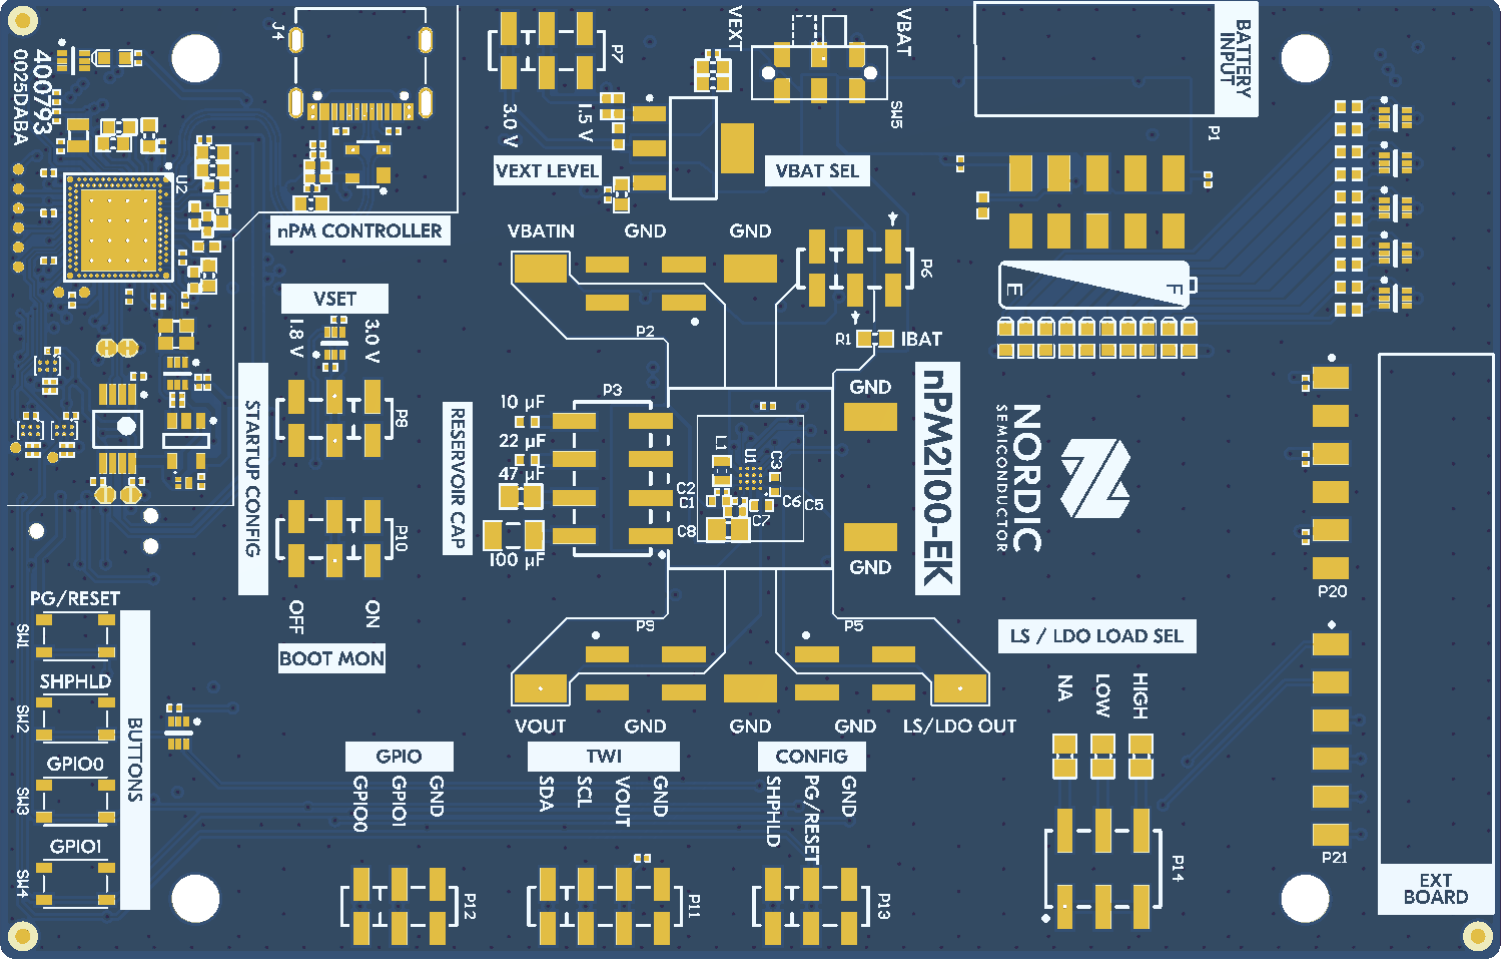 400793
0025DABA
J4
U2
nPM CONTROLLER
P7
3.0 V
1.5 V
VEXT LEVEL
VEXT
VBAT
SW5
VBAT SEL
BATTERY
INPUT
P1
E
F
VBATIN
GND
GND
P2
P6
R1
IBAT
VSET
1.8 V
3.0 V
P8
STARTUP CONFIG
P10
OFF
ON
BOOT MON
RESERVOIR CAP
P3
10 µF
22 µF
47 µF
100 µF
L1
U1
C3
C2
C1
C6
C5
C7
C8
GND
GND
nPM2100-EK
NORDIC
SEMICONDUCTOR
P20
P21
EXT
BOARD
PG/RESET
SW1
SHPHLD
SW2
GPIO0
SW3
GPIO1
SW4
BUTTONS
P9
P5
VOUT
GND
GND
GND
LS/LDO OUT
LS / LDO LOAD SEL
NA
LOW
HIGH
P14
GPIO
GPIO0
GPIO1
GND
P12
TWI
SDA
SCL
VOUT
GND
P11
CONFIG
SHPHLD
PG/RESET
GND
P13